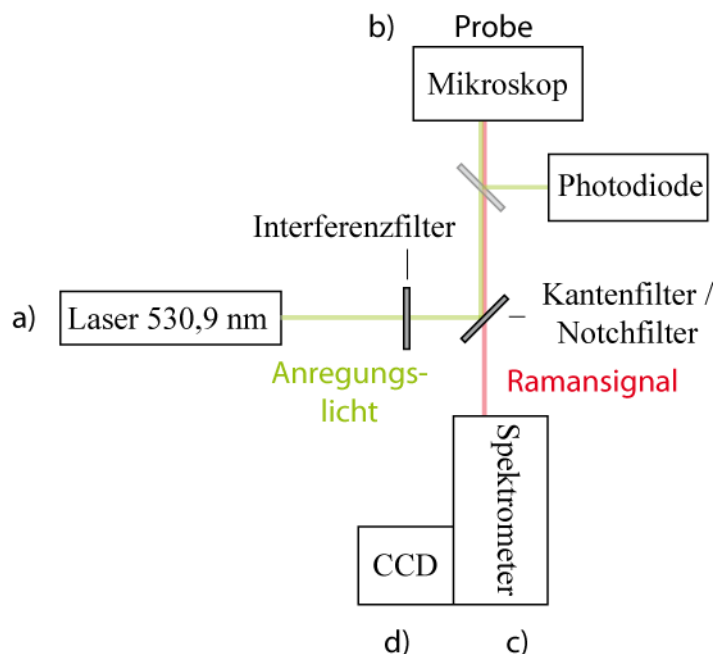 b) Probe
Mikroskop
Photodiode
Interferenzfilter
a) Laser 530,9 nm
Kantenfilter /
Notchfilter
Anregungs-
licht
Ramansignal
Spektrometer
CCD
d) c)